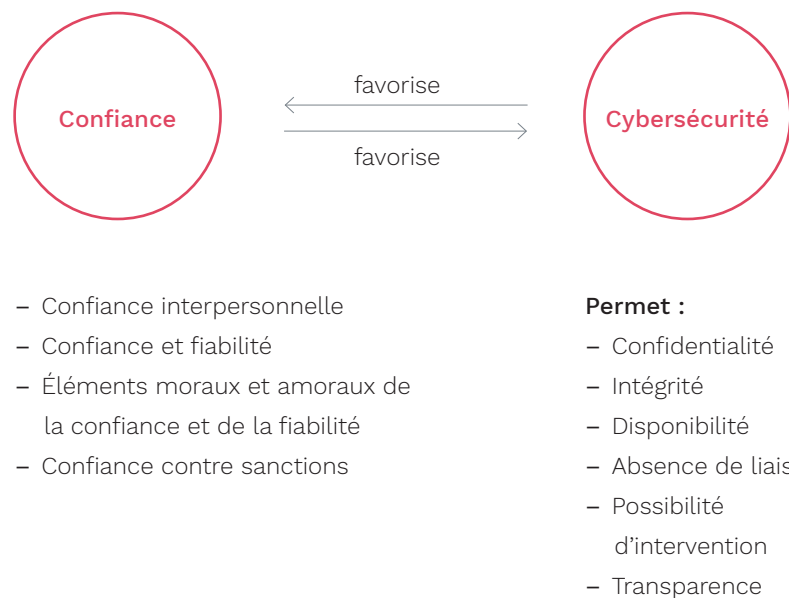 favorise
Confiance
Cybersécurité
favorise
– Confiance interpersonnelle
– Confiance et fiabilité
– Éléments moraux et amoraux de
la confiance et de la fiabilité
– Confiance contre sanctions
Permet :
– Confidentialité
– Intégrité
– Disponibilité
– Absence de
– Possibilité
d’intervention
– Transparence